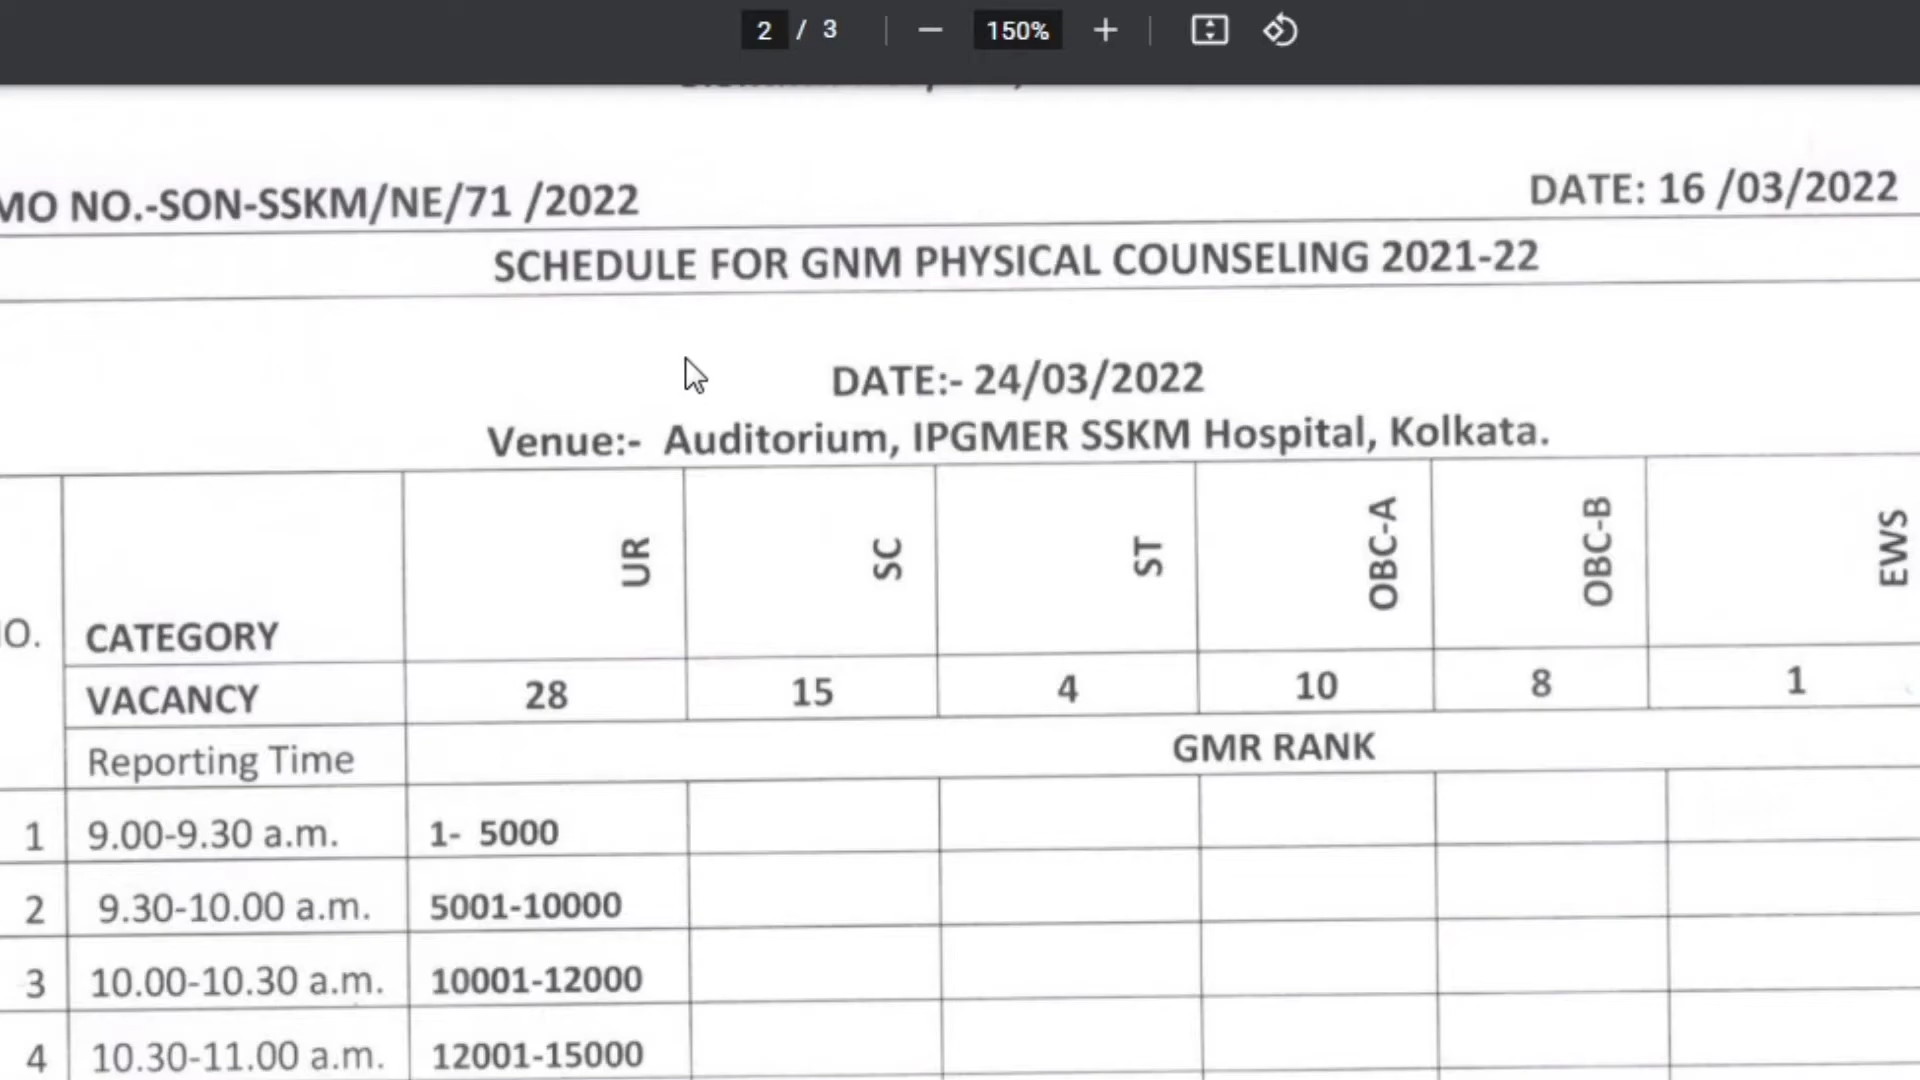 2 / 3 — 150% +
MO NO.-SON-SSKM/NE/71 /2022 DATE: 16 /03/2022
SCHEDULE FOR GNM PHYSICAL COUNSELING 2021-22
DATE:- 24/03/2022
Venue:- Auditorium, IPGMER SSKM Hospital, Kolkata.
O. CATEGORY UR SC ST OBC-A OBC-B EWS
VACANCY 28 15 4 10 8 1
Reporting Time GMR RANK
1 9.00-9.30 a.m. 1- 5000
2 9.30-10.00 a.m. 5001-10000
3 10.00-10.30 a.m. 10001-12000
4 10.30-11.00 a.m. 12001-15000